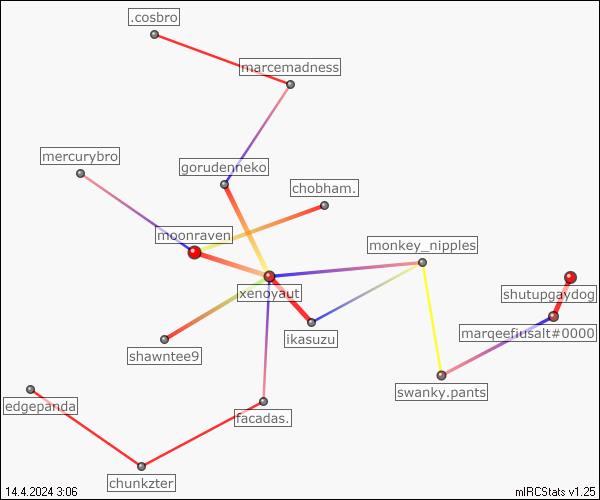 .cosbro
marcemadness
mercurybro
gorudenneko
chobham.
moonraven
monkey_nipples
xenoyaut
shutupgaydog
marqeefiusalt#0000
ikasuzu
shawntee9
swanky.pants
edgepanda
facadas.
chunkzter
14.4.2024 3:06
mIRCStats v1.25